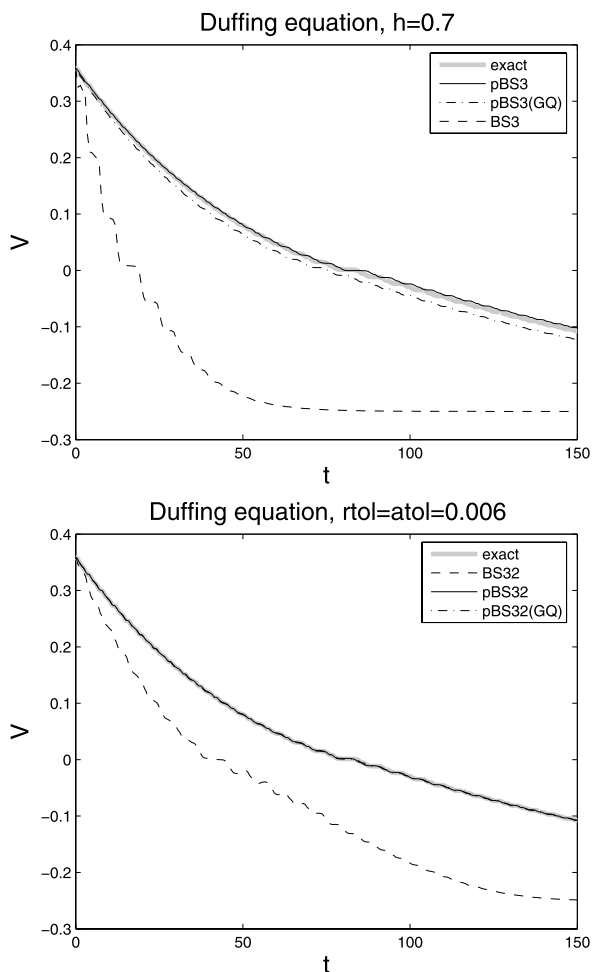 Duffing equation, h=0.7
0.4
0.3
0.2
0.1
0
-0.1
-0.2
-0.3
V
exact
pBS3
pBS3(GQ)
BS3
0
50
100
150
t
Duffing equation, rtol=atol=0.006
0.4
0.3
0.2
0.1
0
-0.1
-0.2
-0.3
V
exact
BS32
pBS32
pBS32(GQ)
0
50
100
150
t